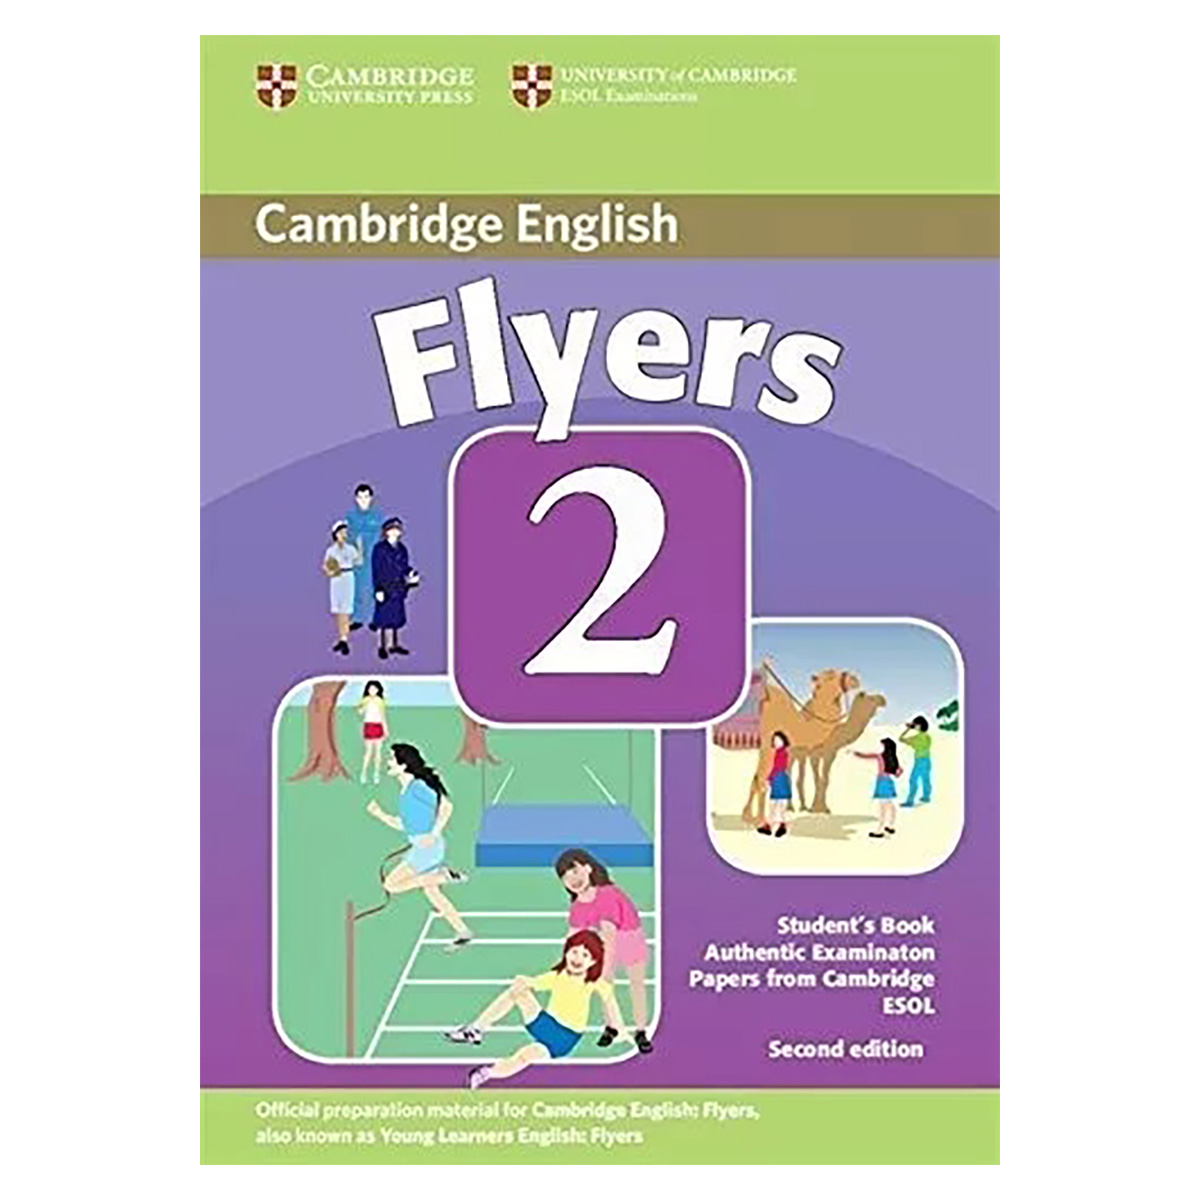 CAMBRIDGE
UNIVERSITY PRESS
UNIVERSITY of CAMBRIDGE
ESOL Examinations
Cambridge English
Flyers
2
Student's Book
Authentic Examinaton
Papers from Cambridge
ESOL
Second edition
Official preparation material for Cambridge English: Flyers,
also known as Young Learners English: Flyers